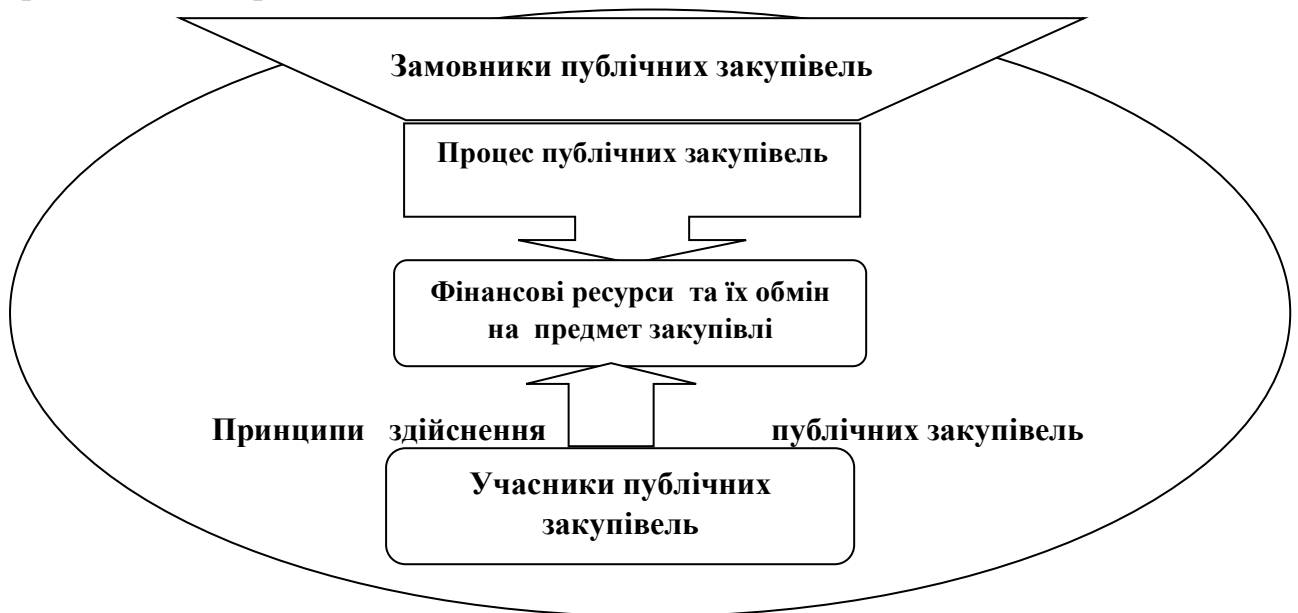 Замовники публічних закупівель
Процес публічних закупівель
Фінансові ресурси та їх обмін
на предмет закупівлі
Принципи здійснення публічних закупівель
Учасники публічних
закупівель